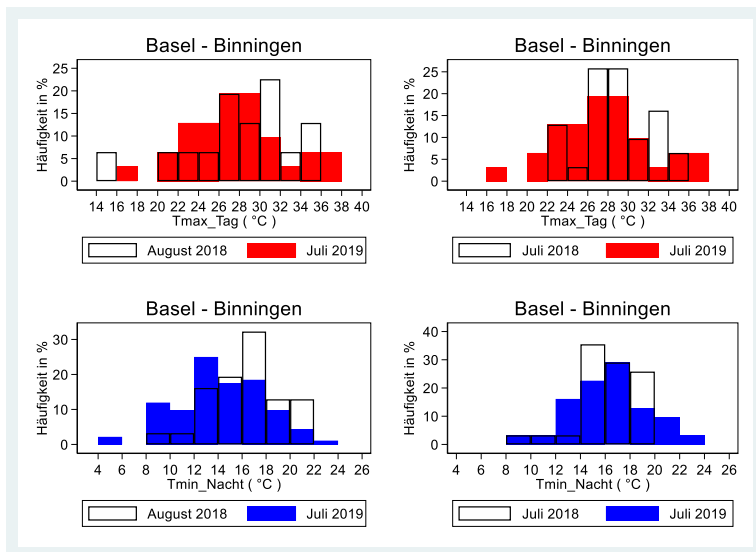 Basel - Binningen
Häufigkeit in %
25
20
15
10
5
0
14 16 18 20 22 24 26 28 30 32 34 36 38 40
Tmax_Tag ( °C )
August 2018 Juli 2019
Basel - Binningen
Häufigkeit in %
25
20
15
10
5
0
14 16 18 20 22 24 26 28 30 32 34 36 38 40
Tmax_Tag ( °C )
Juli 2018 Juli 2019
Basel - Binningen
Häufigkeit in %
30
20
10
0
4 6 8 10 12 14 16 18 20 22 24 26
Tmin_Nacht ( °C )
August 2018 Juli 2019
Basel - Binningen
Häufigkeit in %
40
30
20
10
0
4 6 8 10 12 14 16 18 20 22 24 26
Tmin_Nacht ( °C )
Juli 2018 Juli 2019